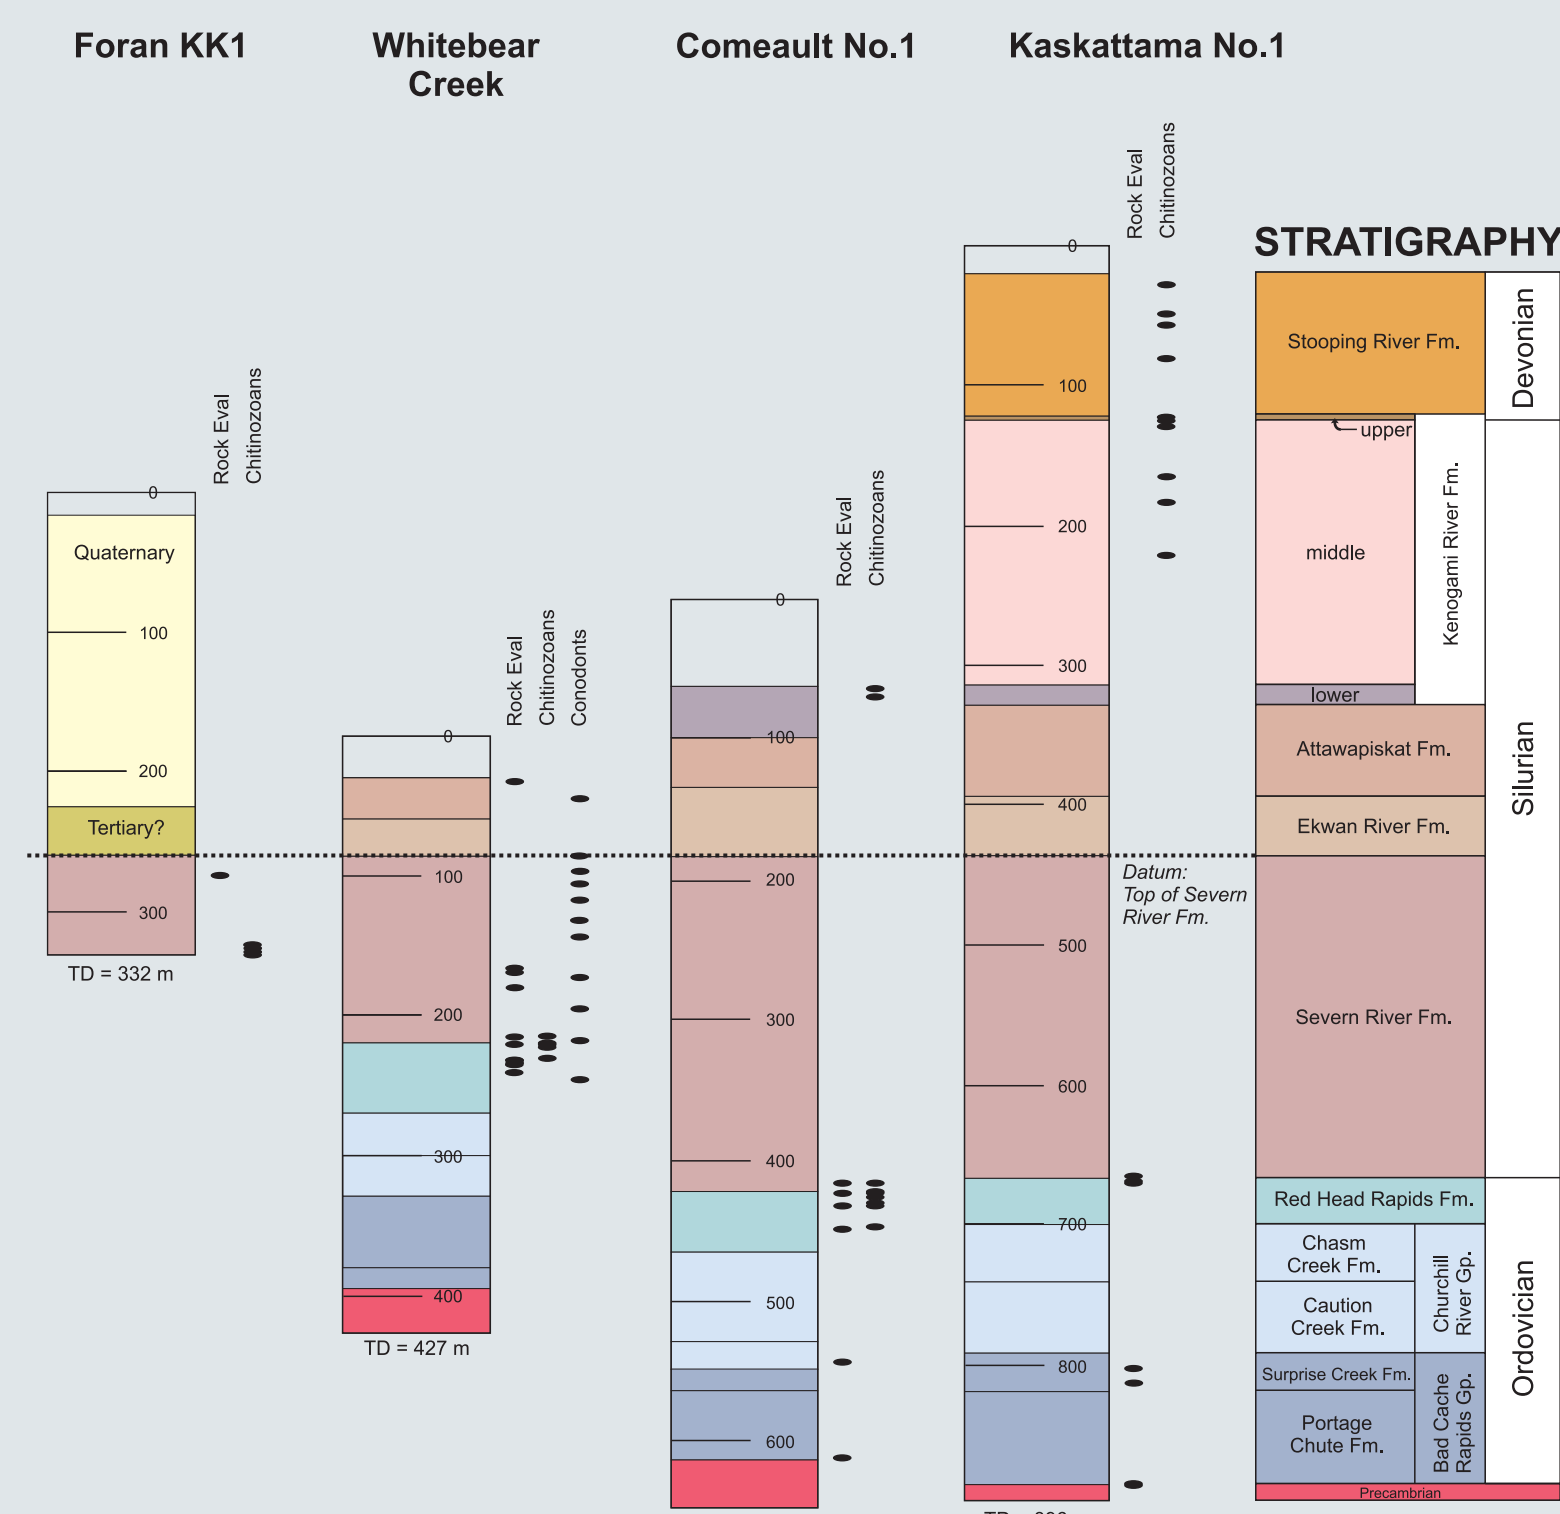 Foran KK1
Whitebear
Creek
Comeault No.1
Kaskattama No.1
Rock Eval
Chitinozoans
0
Quaternary
100
200
Tertiary?
300
TD = 332 m
Rock Eval
Chitinozoans
Conodonts
0
100
200
300
400
TD = 427 m
Rock Eval
Chitinozoans
0
100
200
300
400
500
600
Rock Eval
Chitinozoans
0
100
200
300
400
500
600
700
800
Datum:
Top of Severn
River Fm.
STRATIGRAPHY
Stooping River Fm.
Devonian
upper
middle
lower
Kenogami River Fm.
Attawapiskat Fm.
Ekwan River Fm.
Severn River Fm.
Silurian
Red Head Rapids Fm.
Chasm
Creek Fm.
Caution
Creek Fm.
Churchill
River Gp.
Surprise Creek Fm.
Portage
Chute Fm.
Bad Cache
Rapids Gp.
Ordovician
Precambrian